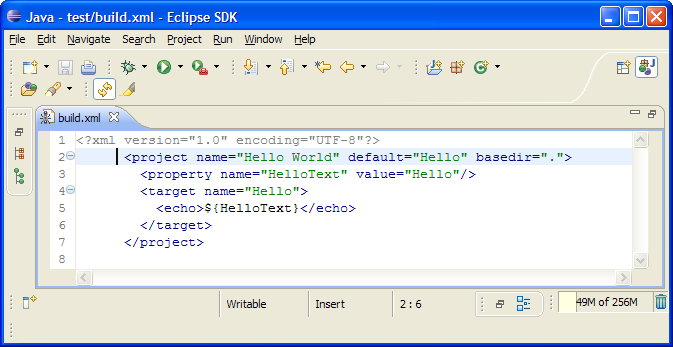 Java - test/build.xml - Eclipse SDK
File Edit Navigate Search Project Run Window Help
build.xml
1 <?xml version="1.0" encoding="UTF-8"?>
2 <project name="Hello World" default="Hello" basedir=".">
3 <property name="HelloText" value="Hello"/>
4 <target name="Hello">
5 <echo>${HelloText}</echo>
6 </target>
7 </project>
8
Writable Insert 2 : 6 49M of 256M